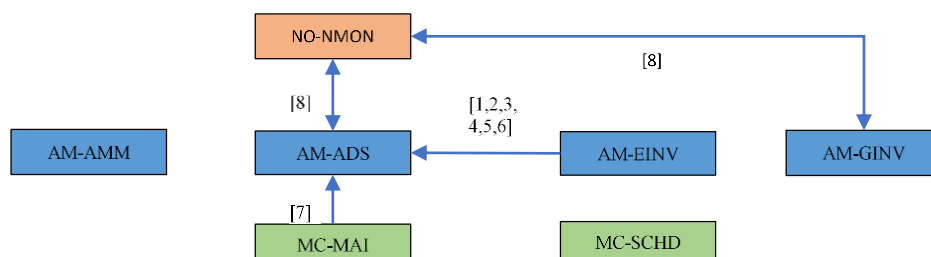 NO-NMON
[8]
[8]
[1,2,3,
4,5,6]
AM-AMM
AM-ADS
AM-EINV
AM-GINV
[7]
MC-MAI
MC-SCHD